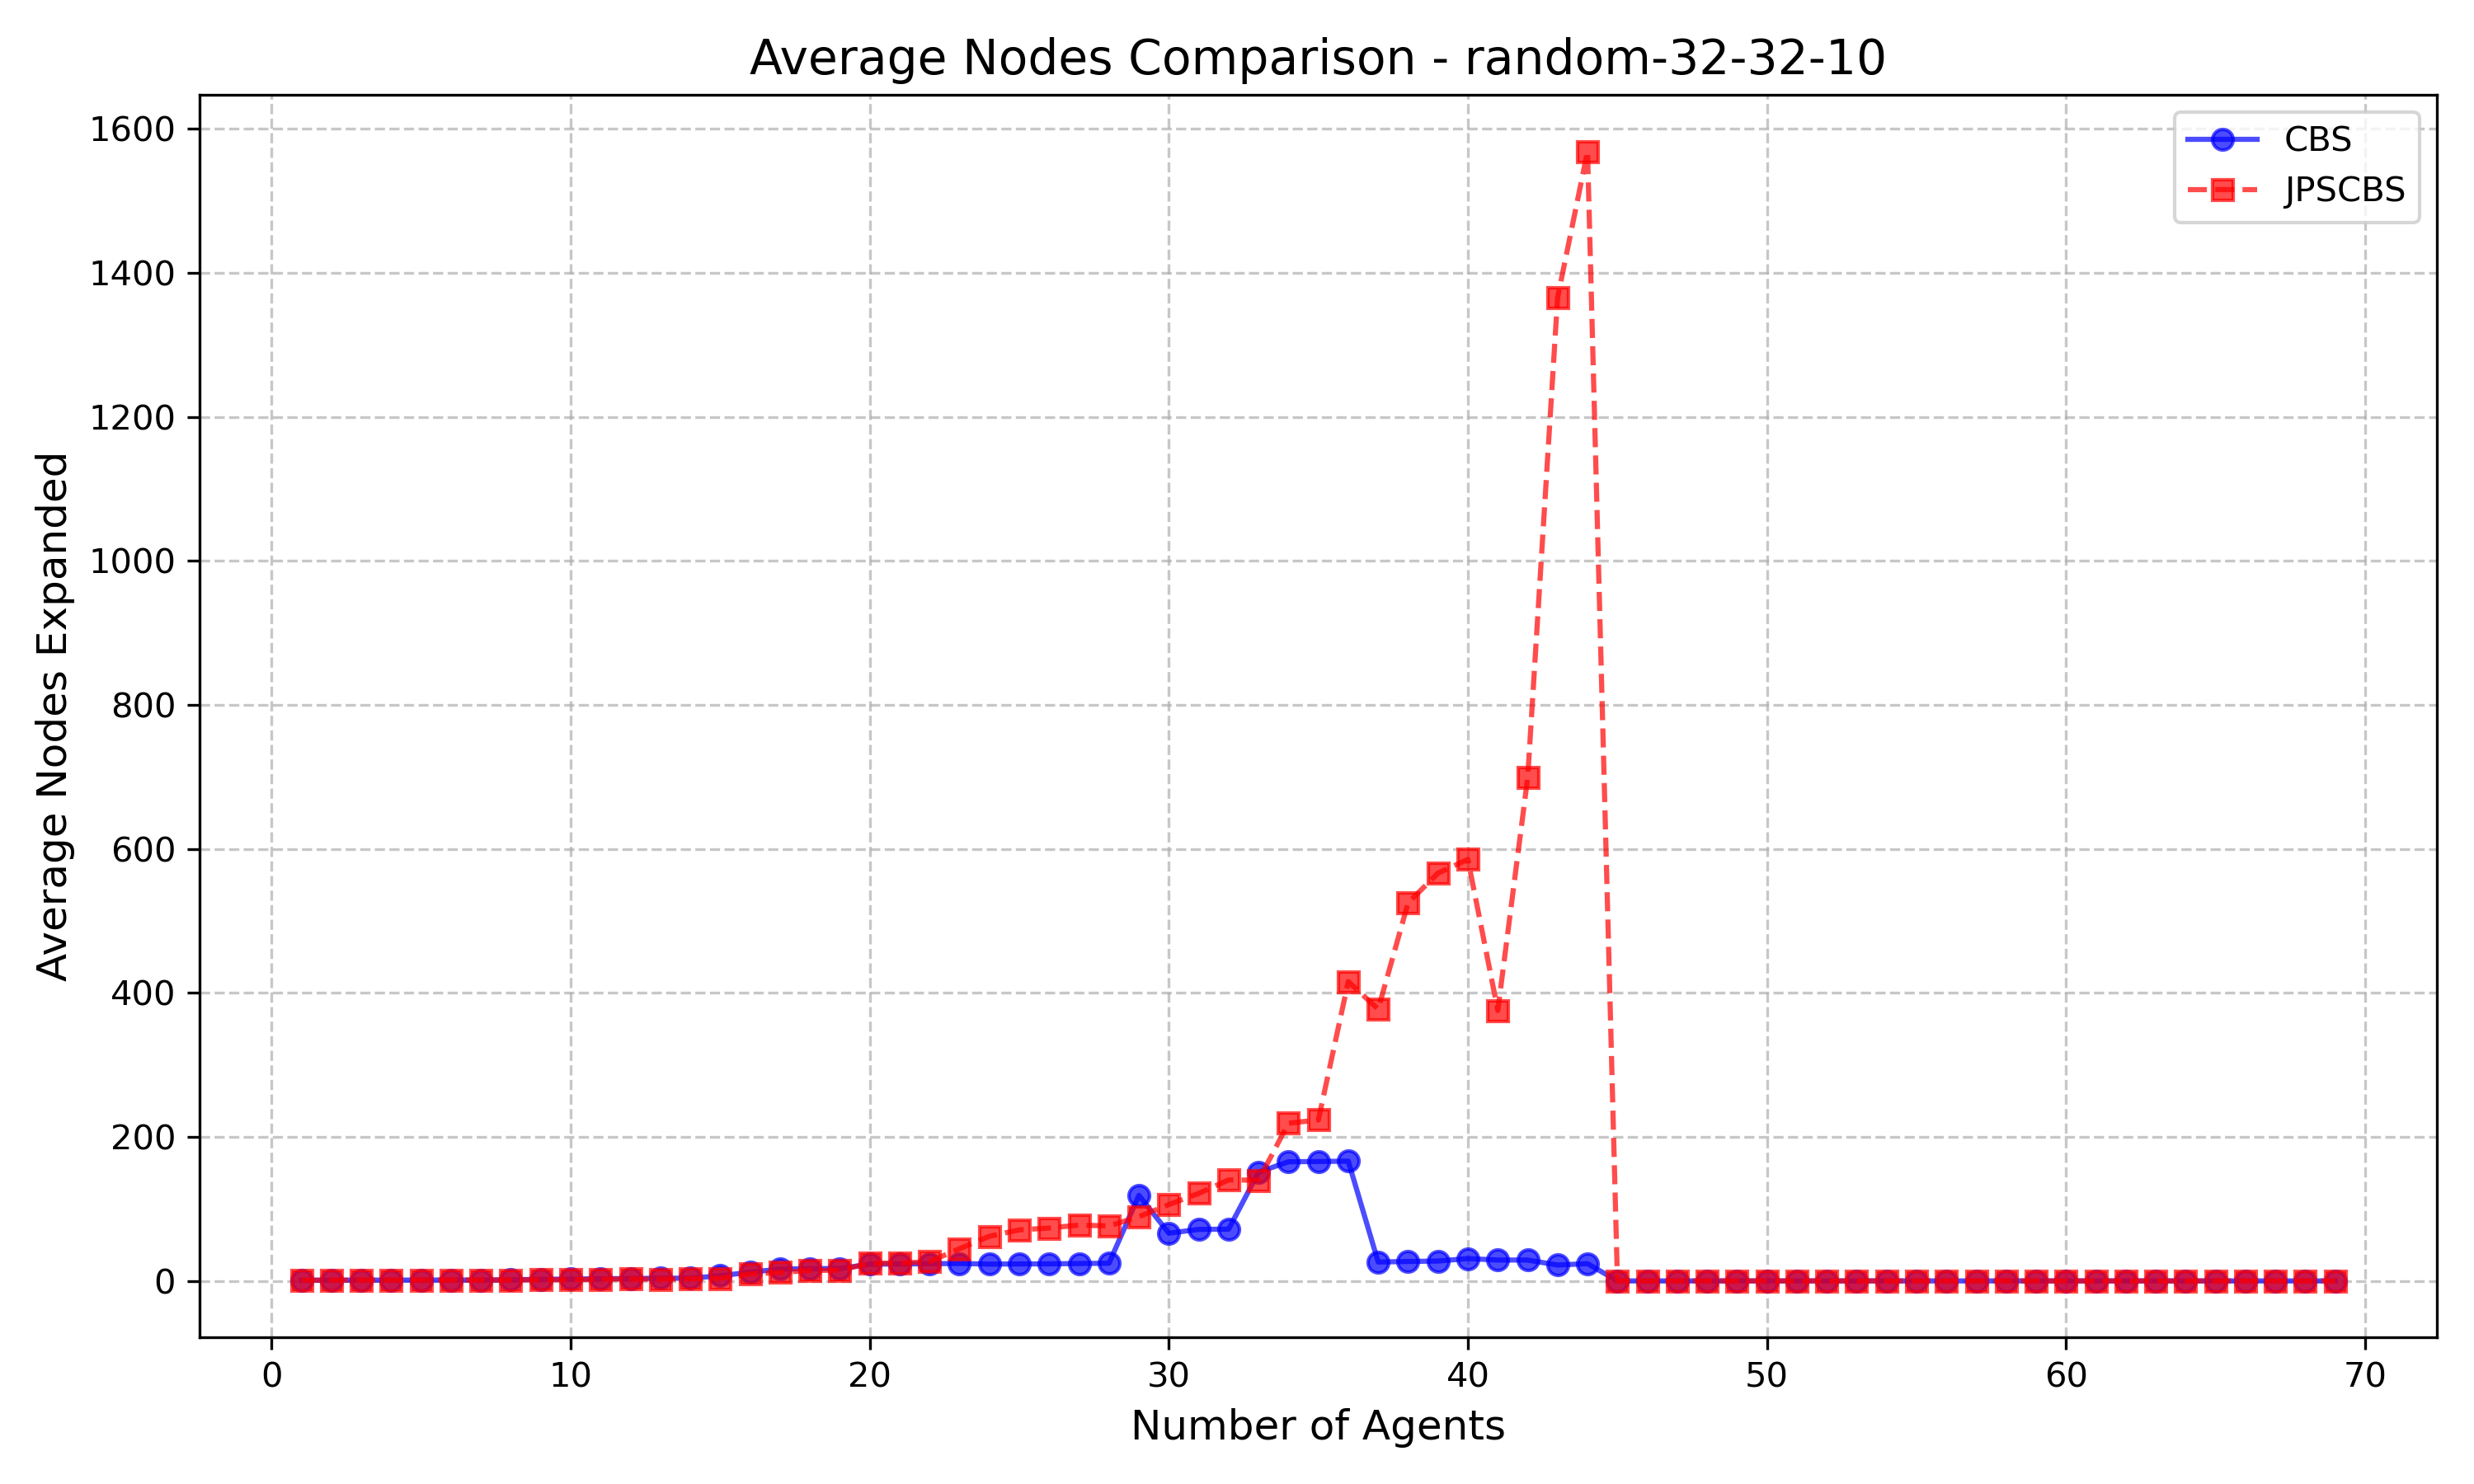 Average Nodes Comparison - random-32-32-10
CBS
JPSCBS
Average Nodes Expanded
1600
1400
1200
1000
800
600
400
200
0
0 10 20 30 40 50 60 70
Number of Agents